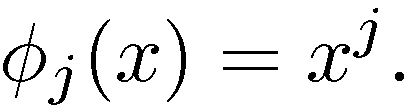 ϕ_j(x) = x^j.